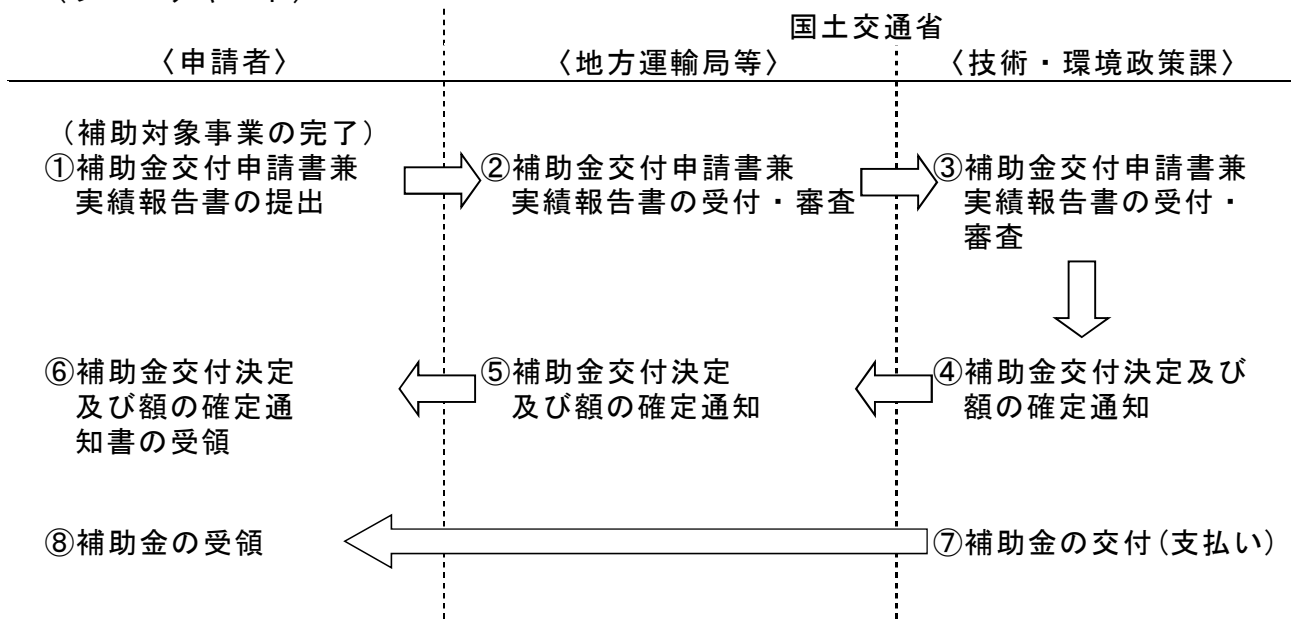 国土交通省
〈申請者〉
〈地方運輸局等〉
〈技術・環境政策課〉
(補助対象事業の完了)
①補助金交付申請書兼
実績報告書の提出
②補助金交付申請書兼
実績報告書の受付・審査
③補助金交付申請書兼
実績報告書の受付・
審査
④補助金交付決定及び
額の確定通知
⑤補助金交付決定
及び額の確定通知
⑥補助金交付決定
及び額の確定通
知書の受領
⑦補助金の交付(支払い)
⑧補助金の受領